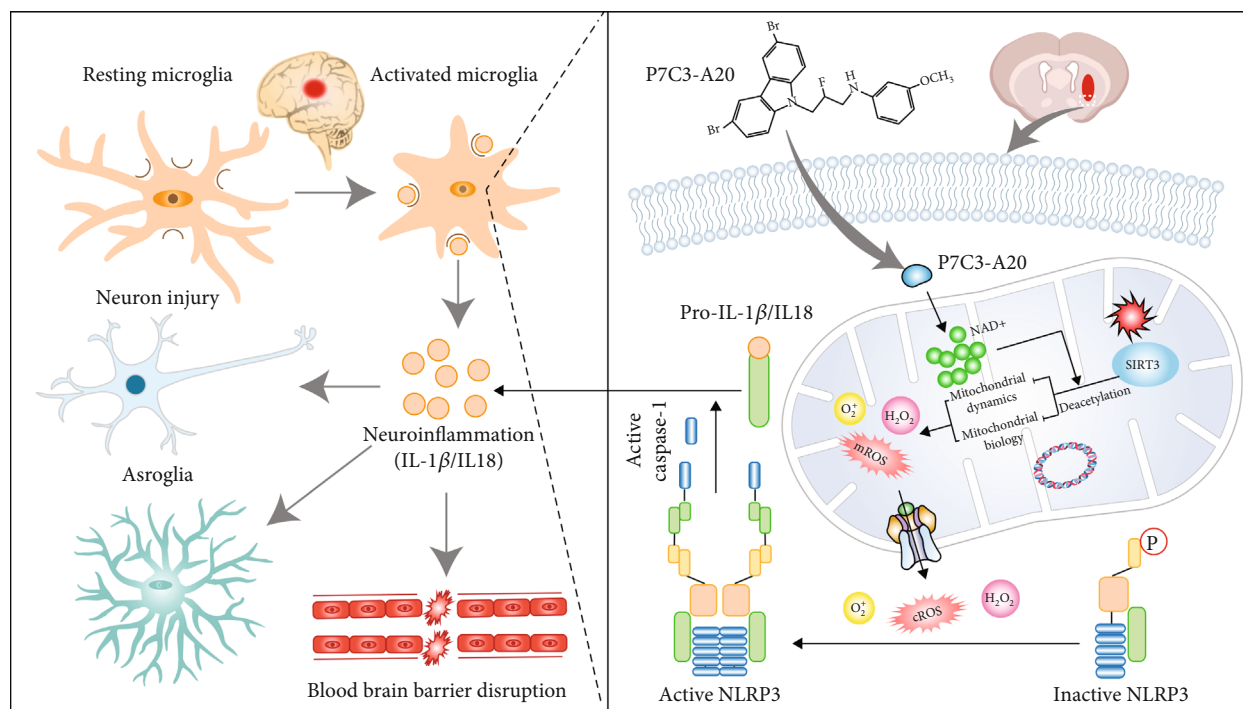 Resting microglia
Activated microglia
Neuron injury
Neuroinflammation
(IL-1β/IL18)
Asroglia
Blood brain barrier disruption
P7C3-A20
Br
Br
N
F
H
N
OCH3
P7C3-A20
Pro-IL-1β/IL18
NAD+
SIRT3
Mitochondrial
dynamics
Deacetylation
Mitochondrial
biology
O2+
H2O2
mROS
Active
caspase-1
P
O2+
H2O2
cROS
Active NLRP3
Inactive NLRP3